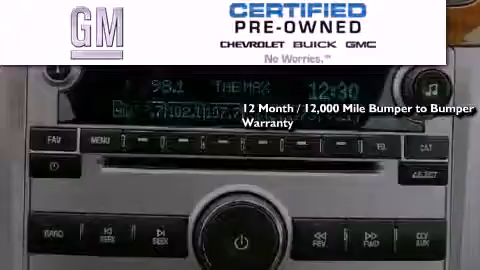 GM
CERTIFIED
PRE-OWNED
CHEVROLET BUICK GMC
No Worries.™
98.1 THE MAX 12:30
12 Month / 12,000 Mile Bumper to Bumper
Warranty
FAV MENU CAT
EJECT
BAND SEEK SEEK REV FWD AUX